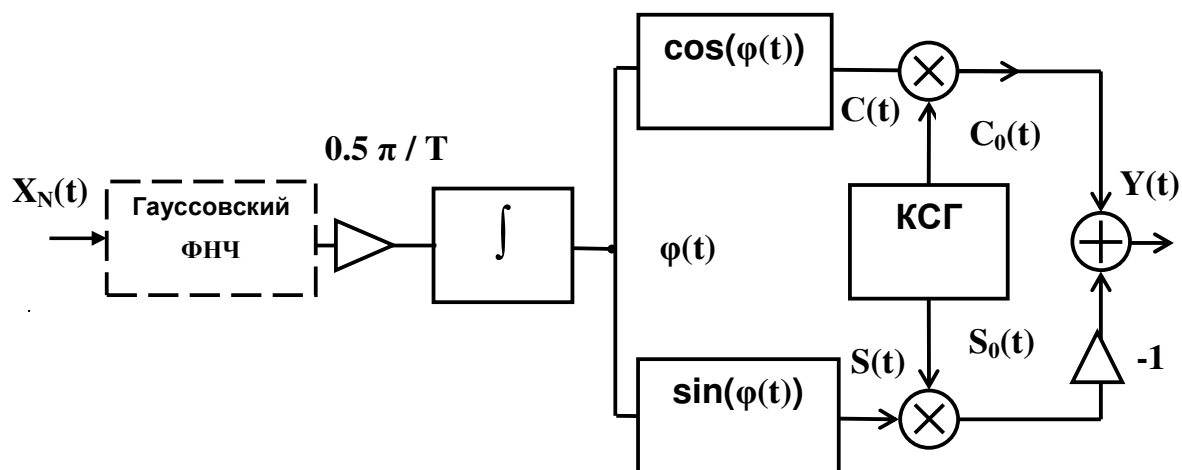 X_N(t)
Гауссовский
ФНЧ
0.5 π / T
∫
φ(t)
cos(φ(t))
sin(φ(t))
C(t)
C₀(t)
КСГ
S(t)
S₀(t)
Y(t)
-1